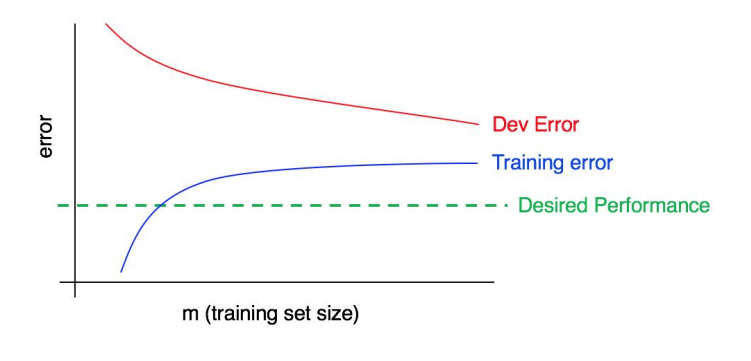 error
Dev Error
Training error
Desired Performance
m (training set size)